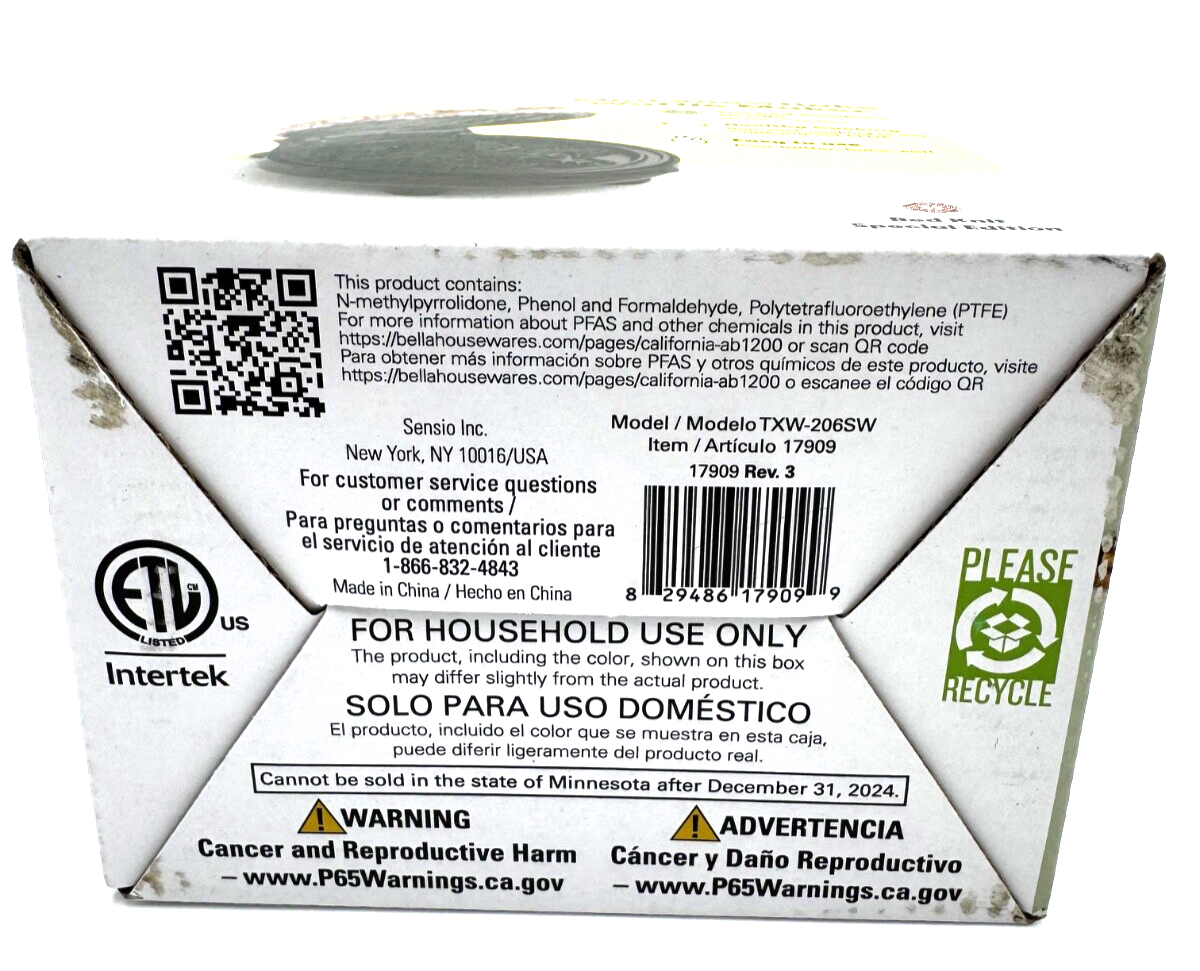 Easy to use
Red Knit
Special Edition
This product contains:
N-methylpyrrolidone, Phenol and Formaldehyde, Polytetrafluoroethylene (PTFE)
For more information about PFAS and other chemicals in this product, visit
https://bellahousewares.com/pages/california-ab1200 or scan QR code
Para obtener más información sobre PFAS y otros químicos de este producto, visite
https://bellahousewares.com/pages/california-ab1200 o escanee el código QR
Sensio Inc.
New York, NY 10016/USA
For customer service questions
or comments /
Para preguntas o comentarios para
el servicio de atención al cliente
1-866-832-4843
Made in China / Hecho en China
Model / Modelo TXW-206SW
Item / Artículo 17909
17909 Rev. 3
8 29486 17909 9
ETL CM
LISTED
US
Intertek
PLEASE
RECYCLE
FOR HOUSEHOLD USE ONLY
The product, including the color, shown on this box
may differ slightly from the actual product.
SOLO PARA USO DOMÉSTICO
El producto, incluido el color que se muestra en esta caja,
puede diferir ligeramente del producto real.
Cannot be sold in the state of Minnesota after December 31, 2024.
WARNING
Cancer and Reproductive Harm
– www.P65Warnings.ca.gov
ADVERTENCIA
Cáncer y Daño Reproductivo
– www.P65Warnings.ca.gov